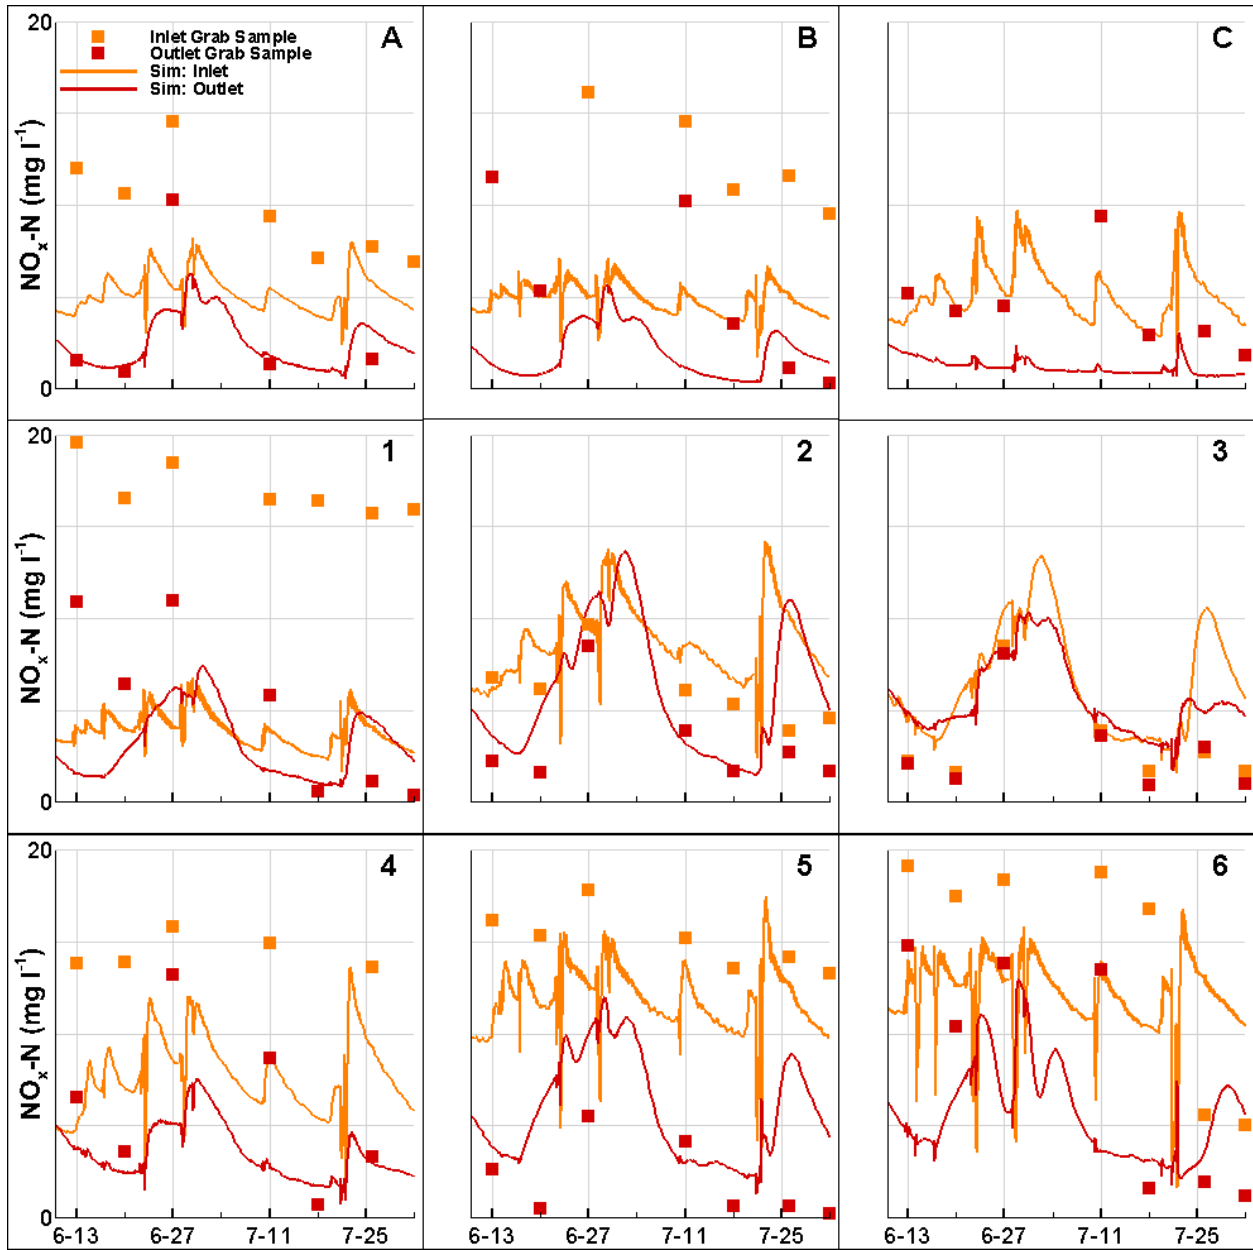 20
Inlet Grab Sample
Outlet Grab Sample
Sim: Inlet
Sim: Outlet
A
B
C
NOx-N (mg l-1)
0
20
1
2
3
NOx-N (mg l-1)
0
20
4
5
6
NOx-N (mg l-1)
0
6-13 6-27 7-11 7-25 6-13 6-27 7-11 7-25 6-13 6-27 7-11 7-25